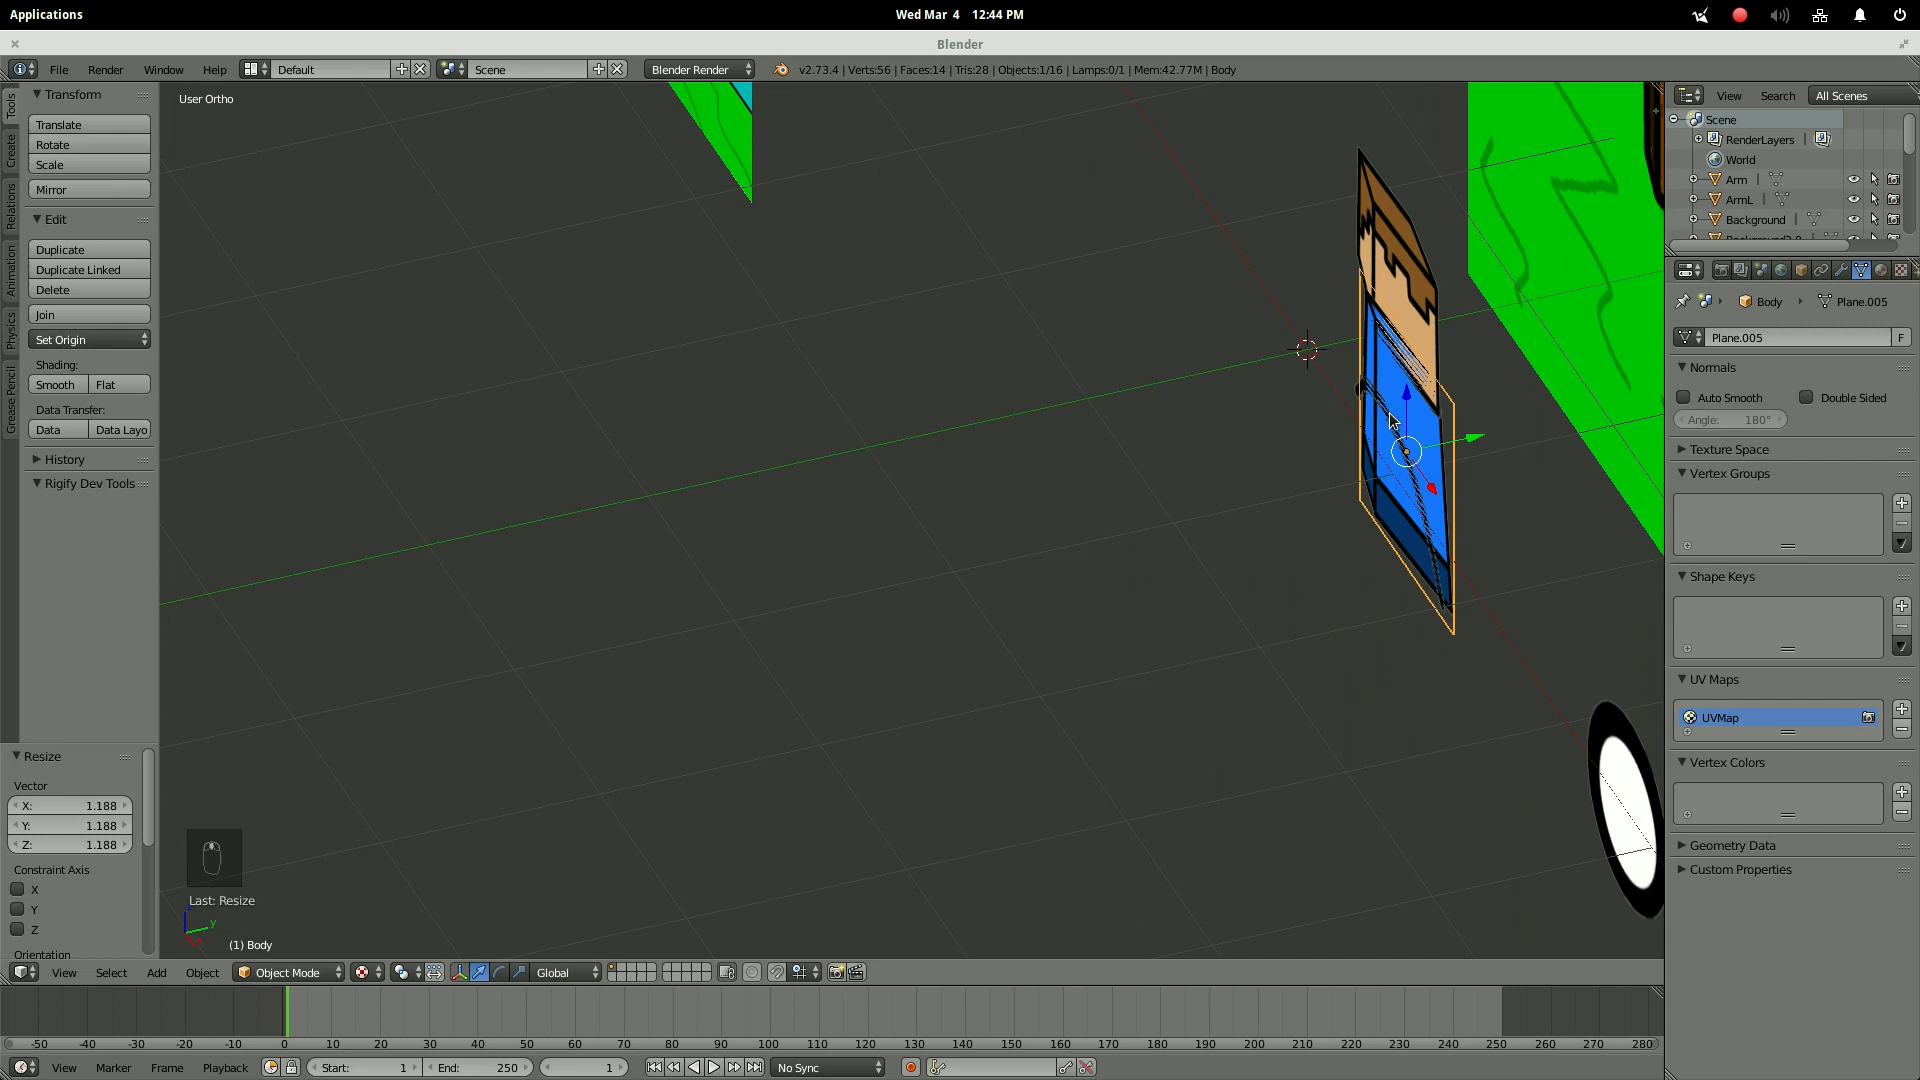 Applications
Wed Mar 4 12:44 PM
Blender
File Render Window Help Default Scene Blender Render v2.73.4 | Verts:56 | Faces:14 | Tris:28 | Objects:1/16 | Lamps:0/1 | Mem:42.77M | Body
Tools
Create
Relations
Animation
Physics
Grease Pencil
Transform
Translate
Rotate
Scale
Mirror
Edit
Duplicate
Duplicate Linked
Delete
Join
Set Origin
Shading:
Smooth Flat
Data Transfer:
Data Data Layo
History
Rigify Dev Tools
Resize
Vector
X: 1.188
Y: 1.188
Z: 1.188
Constraint Axis
X
Y
Z
Orientation
User Ortho
Last: Resize
y
(1) Body
View Select Add Object Object Mode Global
-50 -40 -30 -20 -10 0 10 20 30 40 50 60 70 80 90 100 110 120 130 140 150 160 170 180 190 200 210 220 230 240 250 260 270 280
View Marker Frame Playback Start: 1 End: 250 1 No Sync
View Search All Scenes
Scene
RenderLayers
World
Arm
ArmL
Background
Body Plane.005
Plane.005 F
Normals
Auto Smooth Double Sided
Angle: 180°
Texture Space
Vertex Groups
Shape Keys
UV Maps
UVMap
Vertex Colors
Geometry Data
Custom Properties